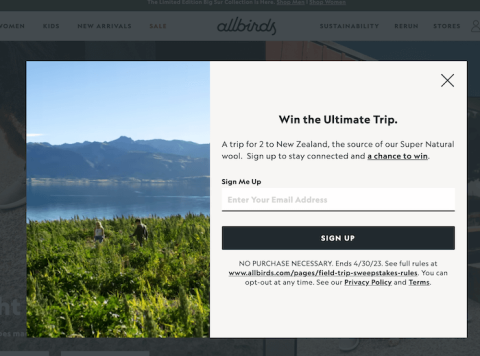 The Limited Edition Big Sur Collection is Here. Shop Men | Shop Women
WOMEN KIDS NEW ARRIVALS SALE allbirds SUSTAINABILITY RERUN STORES
Win the Ultimate Trip.
A trip for 2 to New Zealand, the source of our Super Natural
wool. Sign up to stay connected and a chance to win.
Sign Me Up
Enter Your Email Address
SIGN UP
NO PURCHASE NECESSARY. Ends 4/30/23. See full rules at
www.allbirds.com/pages/field-trip-sweepstakes-rules. You can
opt-out at any time. See our Privacy Policy and Terms.